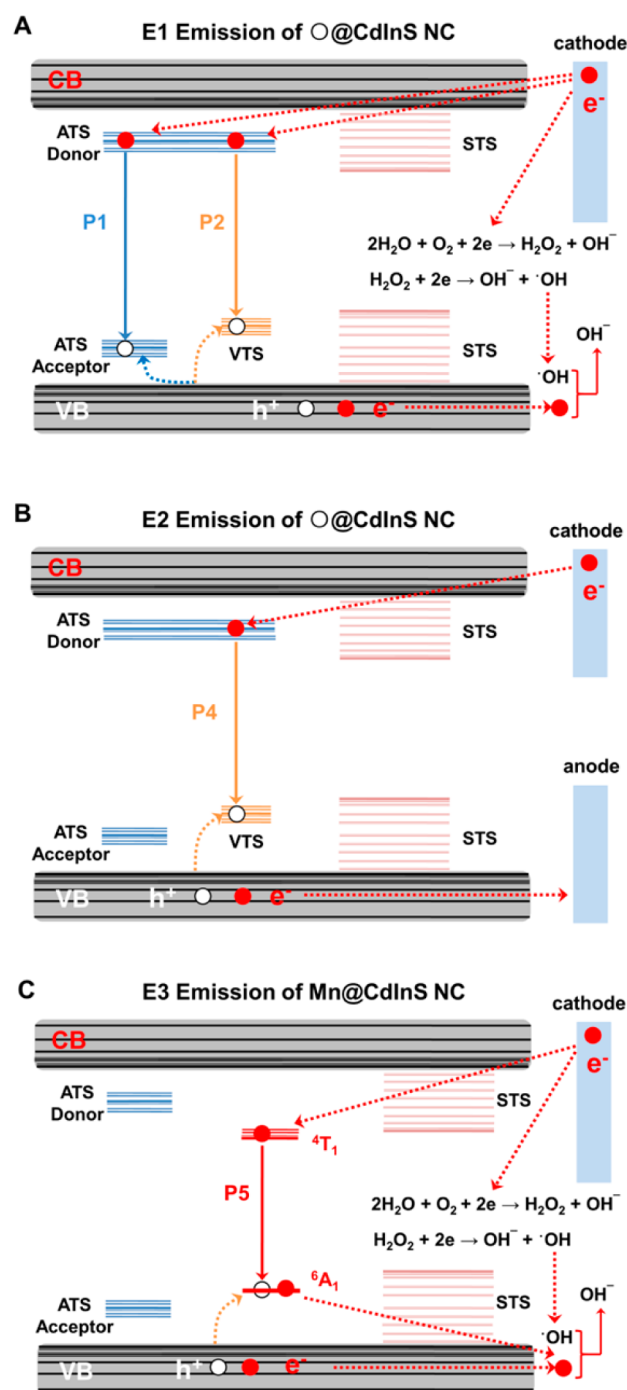 A
E1 Emission of ○@CdInS NC
cathode
CB
e⁻
ATS
Donor
STS
P1
P2
2H₂O + O₂ + 2e → H₂O₂ + OH⁻
H₂O₂ + 2e → OH⁻ + ·OH
OH⁻
ATS
Acceptor
VTS
STS
·OH
VB
h⁺
e⁻
B
E2 Emission of ○@CdInS NC
cathode
CB
e⁻
ATS
Donor
STS
P4
anode
ATS
Acceptor
VTS
STS
VB
h⁺
e⁻
C
E3 Emission of Mn@CdInS NC
cathode
CB
e⁻
ATS
Donor
STS
⁴T₁
P5
2H₂O + O₂ + 2e → H₂O₂ + OH⁻
H₂O₂ + 2e → OH⁻ + ·OH
⁶A₁
OH⁻
ATS
Acceptor
STS
·OH
VB
h⁺
e⁻